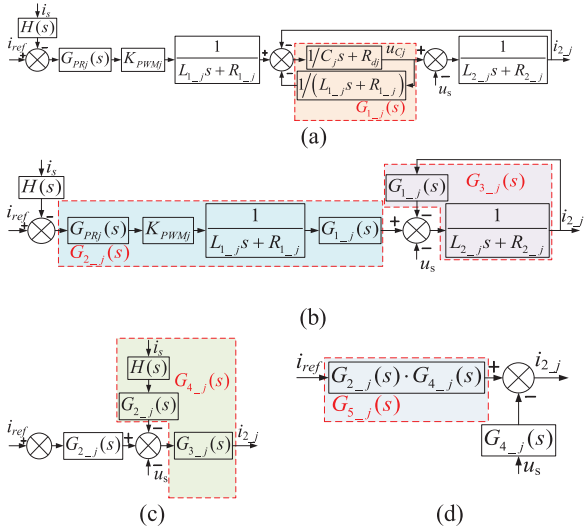 i_s
H(s)
i_ref + − G_PRj(s) K_PWMj 1/(L_1_j s + R_1_j) + − − 1/C_j s + R_dj u_Cj + − 1/(L_2_j s + R_2_j) i_2_j
1/(L_1_j s + R_1_j)
G_1_j(s)
u_s
(a)
i_s
H(s)
G_1_j(s) G_3_j(s)
i_ref + − G_PRj(s) K_PWMj 1/(L_1_j s + R_1_j) G_1_j(s) + − − 1/(L_2_j s + R_2_j) i_2_j
G_2_j(s)
u_s
(b)
i_s
H(s)
G_4_j(s)
G_2_j(s)
i_ref + G_2_j(s) + − − G_3_j(s) i_2_j
u_s
(c)
i_ref G_2_j(s)·G_4_j(s) + − i_2_j
G_5_j(s)
G_4_j(s)
u_s
(d)